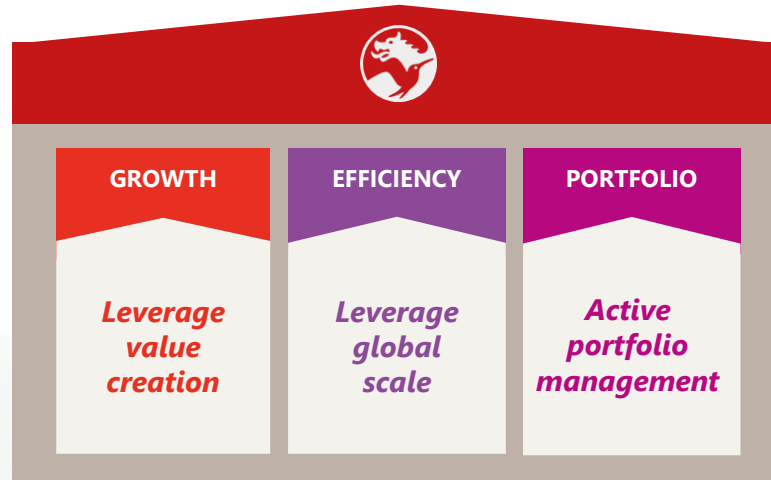 GROWTH
Leverage
value
creation
EFFICIENCY
Leverage
global
scale
PORTFOLIO
Active
portfolio
management